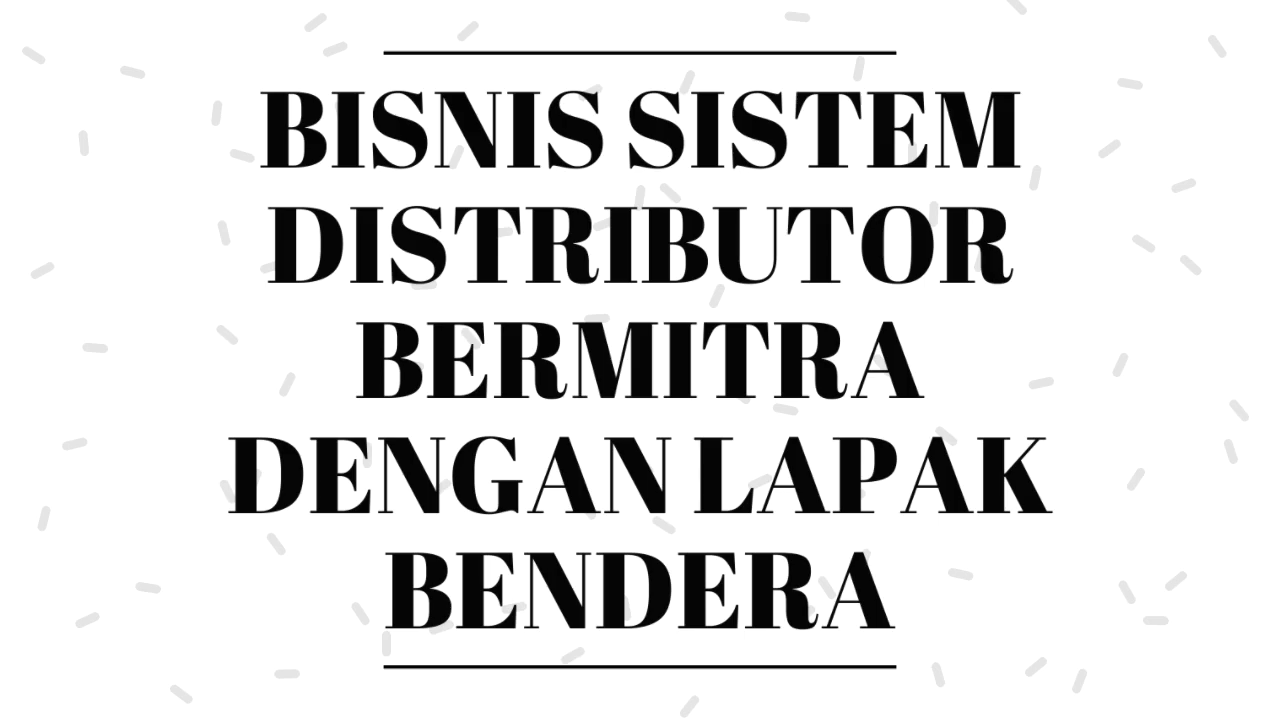 BISNIS SISTEM
DISTRIBUTOR
BERMITRA
DENGAN LAPAK
BENDERA